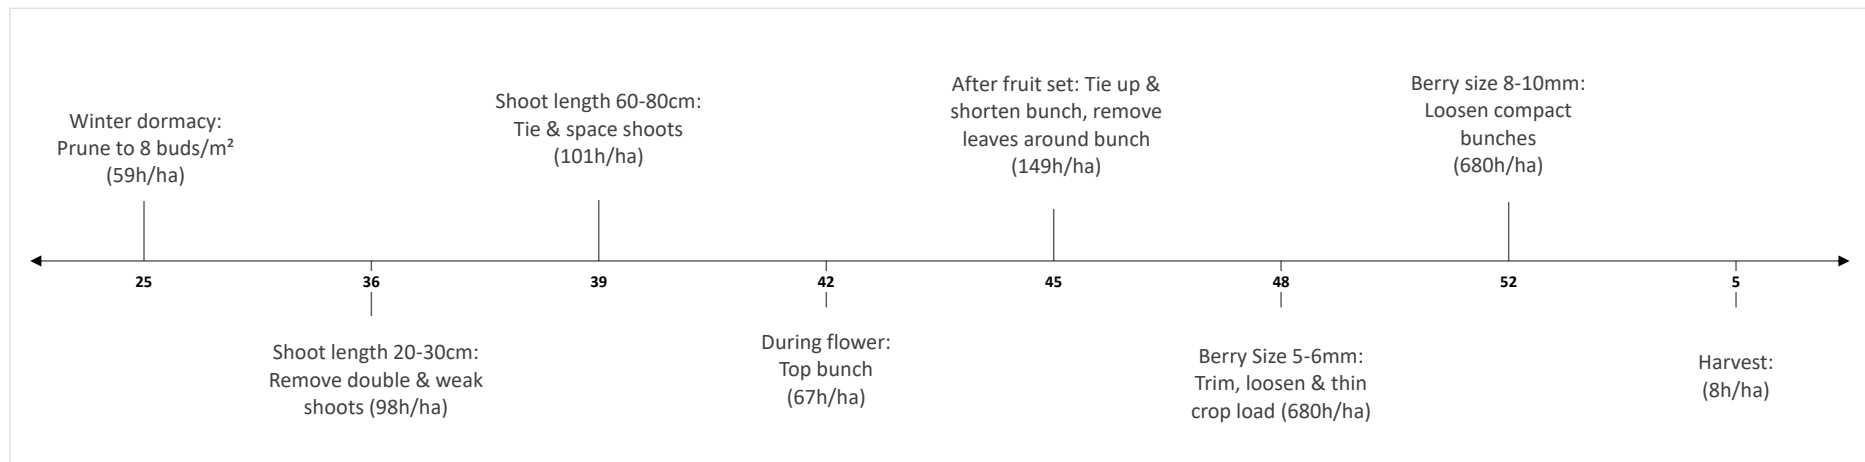 Winter dormacy:
Prune to 8 buds/m²
(59h/ha)
Shoot length 60-80cm:
Tie & space shoots
(101h/ha)
After fruit set: Tie up &
shorten bunch, remove
leaves around bunch
(149h/ha)
Berry size 8-10mm:
Loosen compact
bunches
(680h/ha)
25 36 39 42 45 48 52 5
Shoot length 20-30cm:
Remove double & weak
shoots (98h/ha)
During flower:
Top bunch
(67h/ha)
Berry Size 5-6mm:
Trim, loosen & thin
crop load (680h/ha)
Harvest:
(8h/ha)